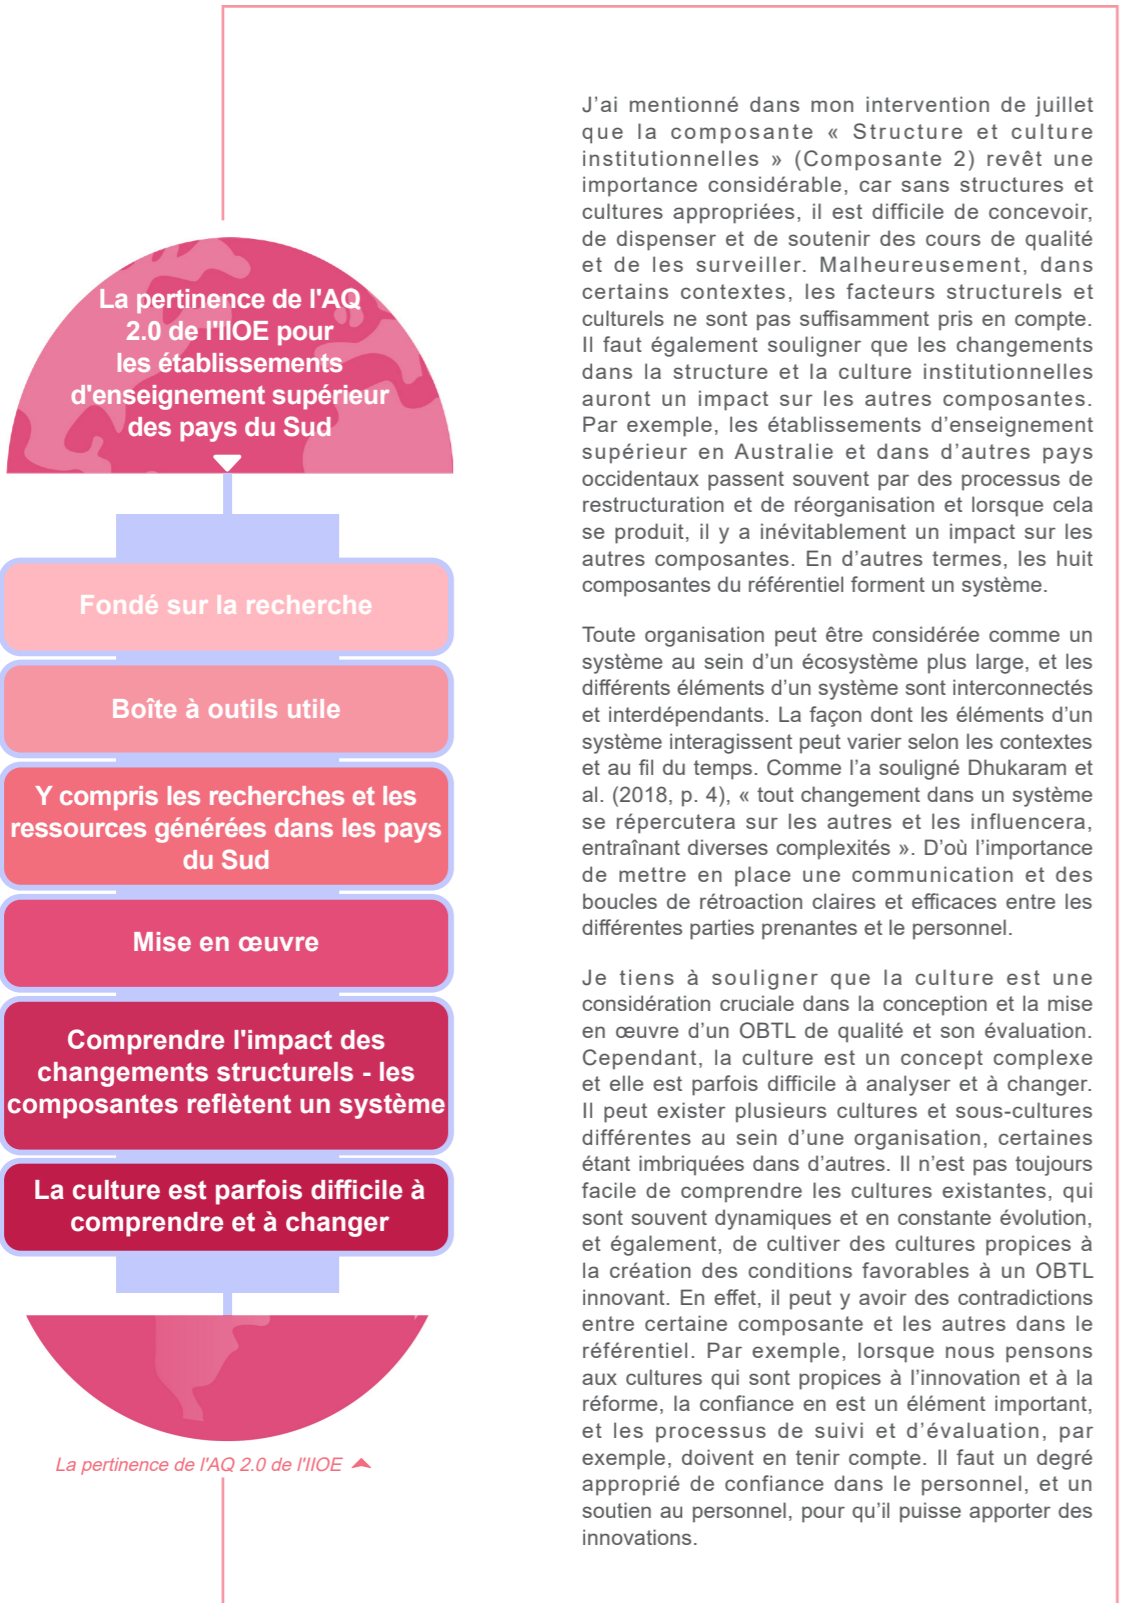 La pertinence de l'AQ
2.0 de l'IIOE pour
les établissements
d'enseignement supérieur
des pays du Sud
Fondé sur la recherche
Boîte à outils utile
Y compris les recherches et les
ressources générées dans les pays
du Sud
Mise en œuvre
Comprendre l'impact des
changements structurels - les
composantes reflètent un système
La culture est parfois difficile à
comprendre et à changer
La pertinence de l'AQ 2.0 de l'IIOE
J’ai mentionné dans mon intervention de juillet
que la composante « Structure et culture
institutionnelles » (Composante 2) revêt une
importance considérable, car sans structures et
cultures appropriées, il est difficile de concevoir,
de dispenser et de soutenir des cours de qualité
et de les surveiller. Malheureusement, dans
certains contextes, les facteurs structurels et
culturels ne sont pas suffisamment pris en compte.
Il faut également souligner que les changements
dans la structure et la culture institutionnelles
auront un impact sur les autres composantes.
Par exemple, les établissements d’enseignement
supérieur en Australie et dans d’autres pays
occidentaux passent souvent par des processus de
restructuration et de réorganisation et lorsque cela
se produit, il y a inévitablement un impact sur les
autres composantes. En d’autres termes, les huit
composantes du référentiel forment un système.
Toute organisation peut être considérée comme un
système au sein d’un écosystème plus large, et les
différents éléments d’un système sont interconnectés
et interdépendants. La façon dont les éléments d’un
système interagissent peut varier selon les contextes
et au fil du temps. Comme l’a souligné Dhukaram et
al. (2018, p. 4), « tout changement dans un système
se répercutera sur les autres et les influencera,
entraînant diverses complexités ». D’où l’importance
de mettre en place une communication et des
boucles de rétroaction claires et efficaces entre les
différentes parties prenantes et le personnel.
Je tiens à souligner que la culture est une
considération cruciale dans la conception et la mise
en œuvre d’un OBTL de qualité et son évaluation.
Cependant, la culture est un concept complexe
et elle est parfois difficile à analyser et à changer.
Il peut exister plusieurs cultures et sous-cultures
différentes au sein d’une organisation, certaines
étant imbriquées dans d’autres. Il n’est pas toujours
facile de comprendre les cultures existantes, qui
sont souvent dynamiques et en constante évolution,
et également, de cultiver des cultures propices à
la création des conditions favorables à un OBTL
innovant. En effet, il peut y avoir des contradictions
entre certaine composante et les autres dans le
référentiel. Par exemple, lorsque nous pensons
aux cultures qui sont propices à l’innovation et à la
réforme, la confiance en est un élément important,
et les processus de suivi et d’évaluation, par
exemple, doivent en tenir compte. Il faut un degré
approprié de confiance dans le personnel, et un
soutien au personnel, pour qu’il puisse apporter des
innovations.